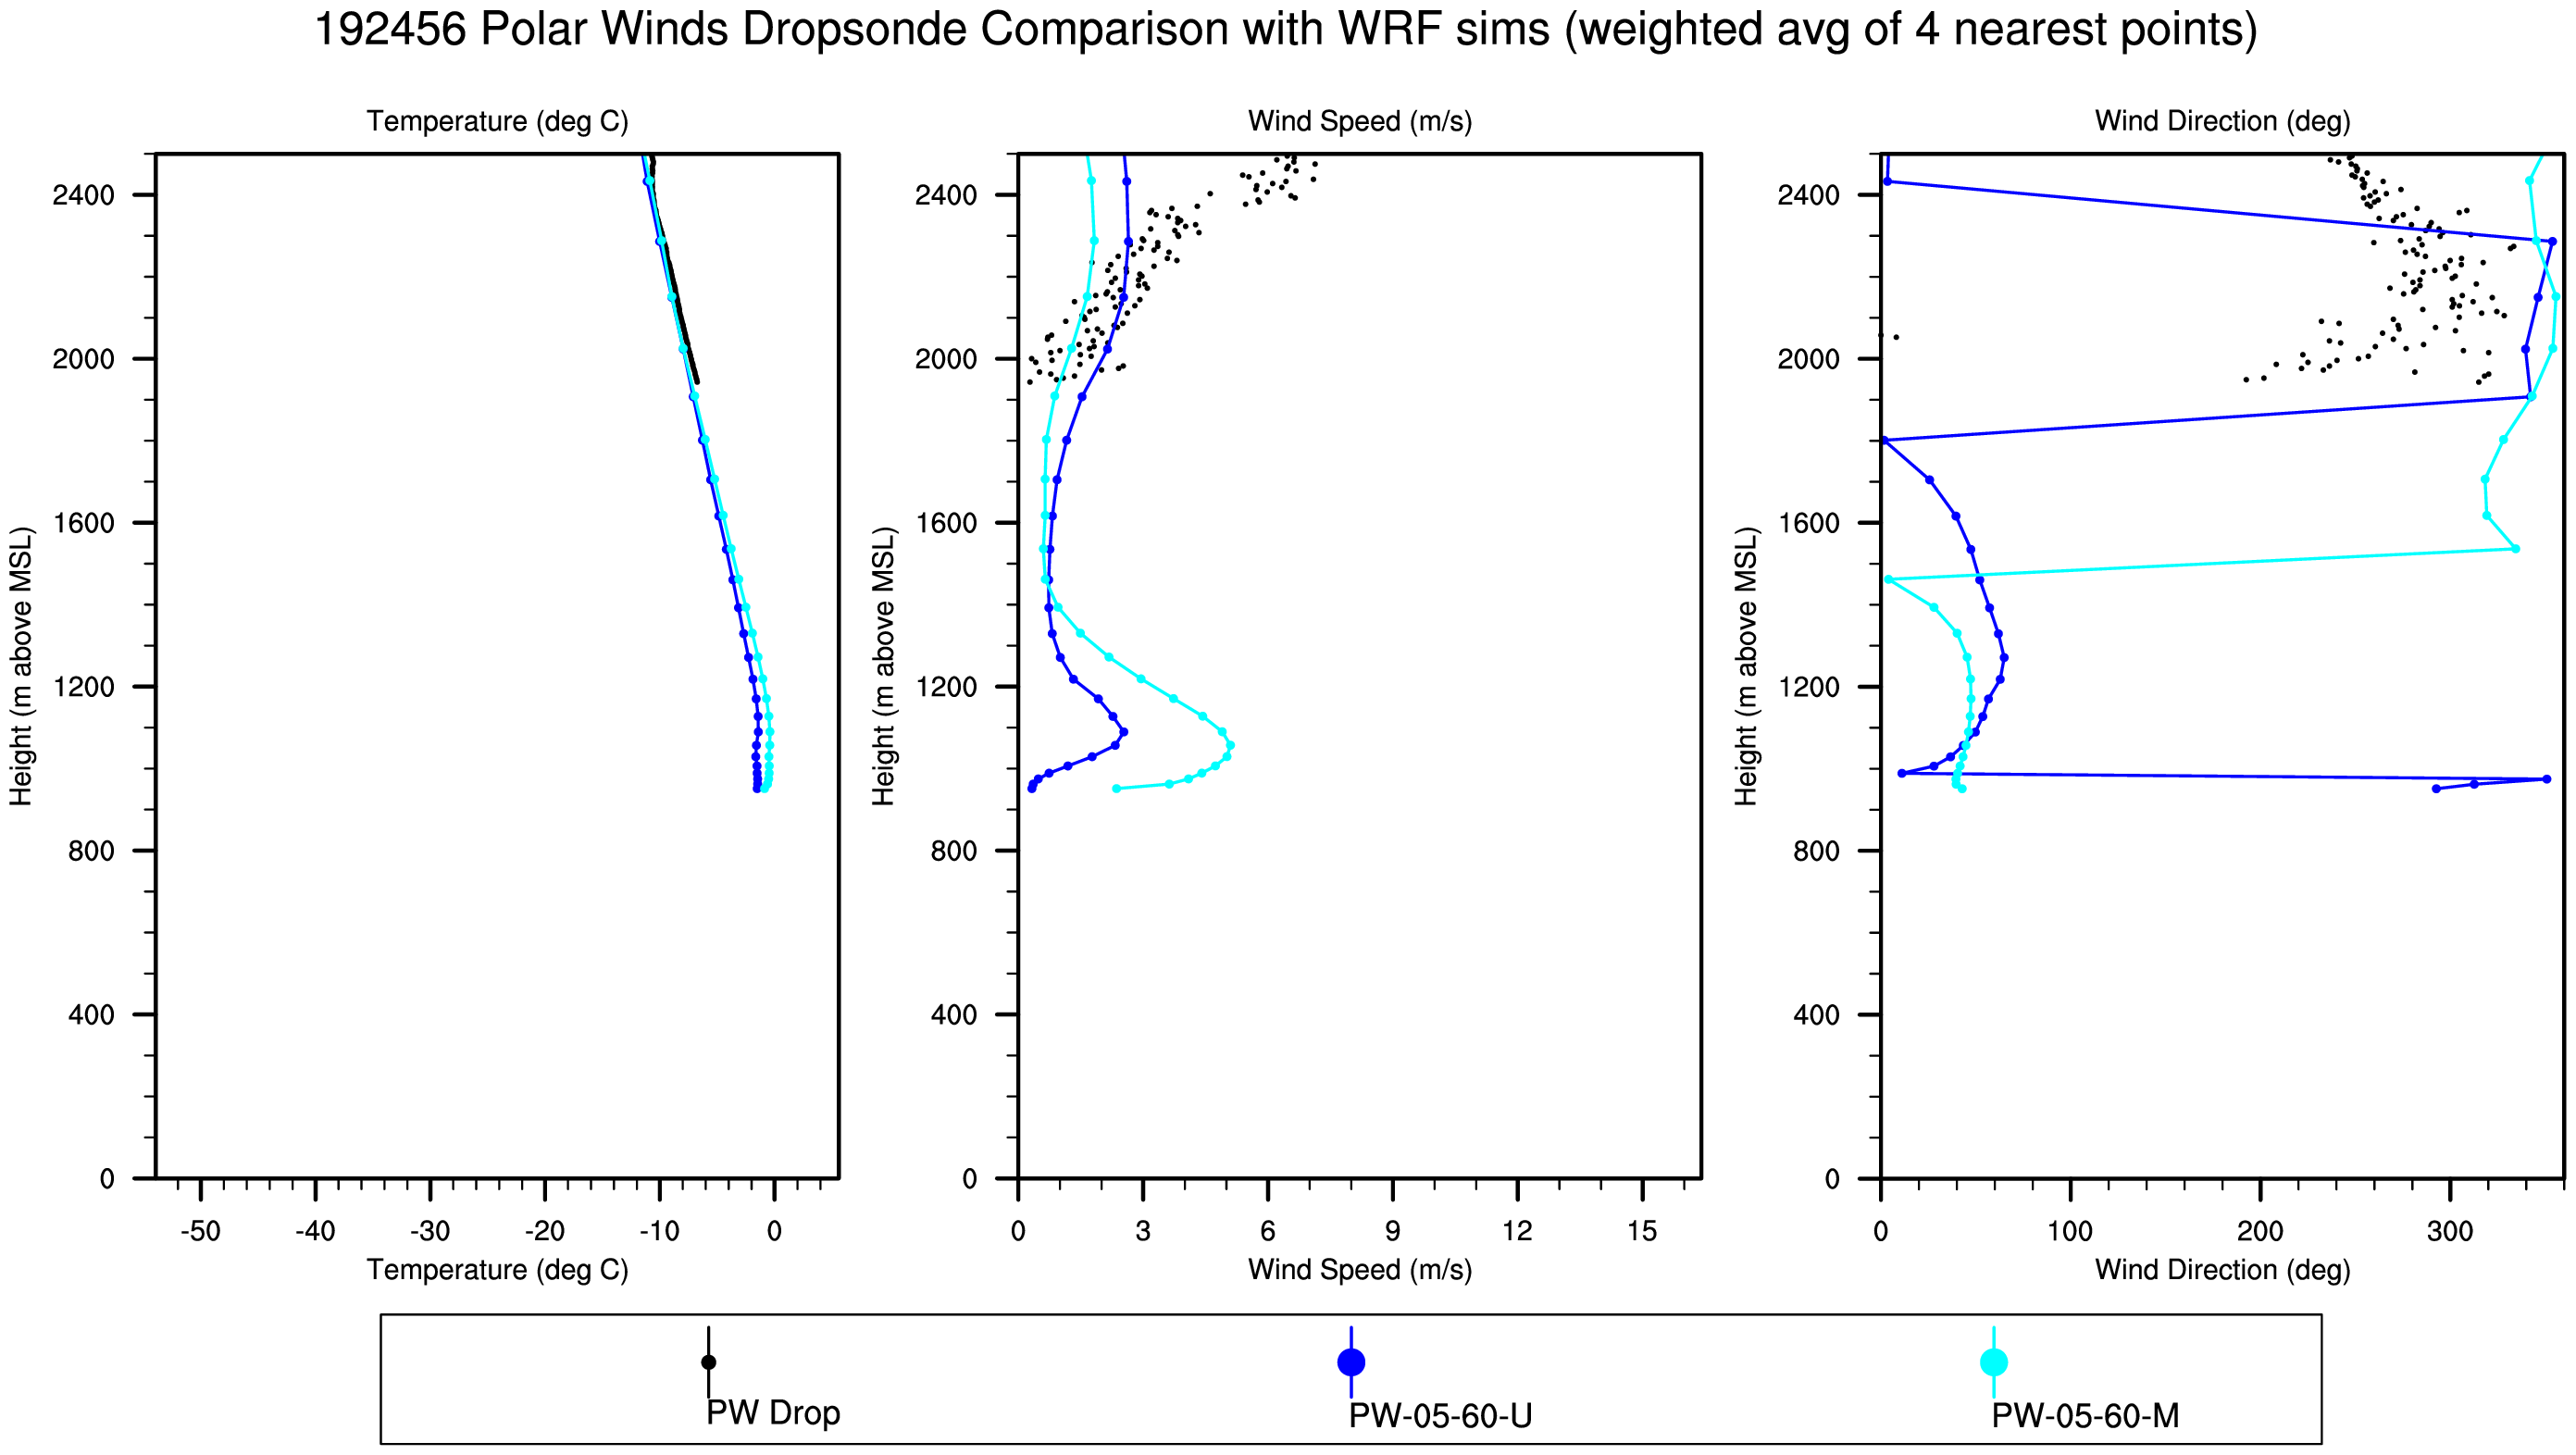 192456 Polar Winds Dropsonde Comparison with WRF sims (weighted avg of 4 nearest points)
Temperature (deg C)
Wind Speed (m/s)
Wind Direction (deg)
Height (m above MSL)
2400
2000
1600
1200
800
400
0
-50 -40 -30 -20 -10 0
Temperature (deg C)
Height (m above MSL)
2400
2000
1600
1200
800
400
0
0 3 6 9 12 15
Wind Speed (m/s)
Height (m above MSL)
2400
2000
1600
1200
800
400
0
0 100 200 300
Wind Direction (deg)
PW Drop
PW-05-60-U
PW-05-60-M